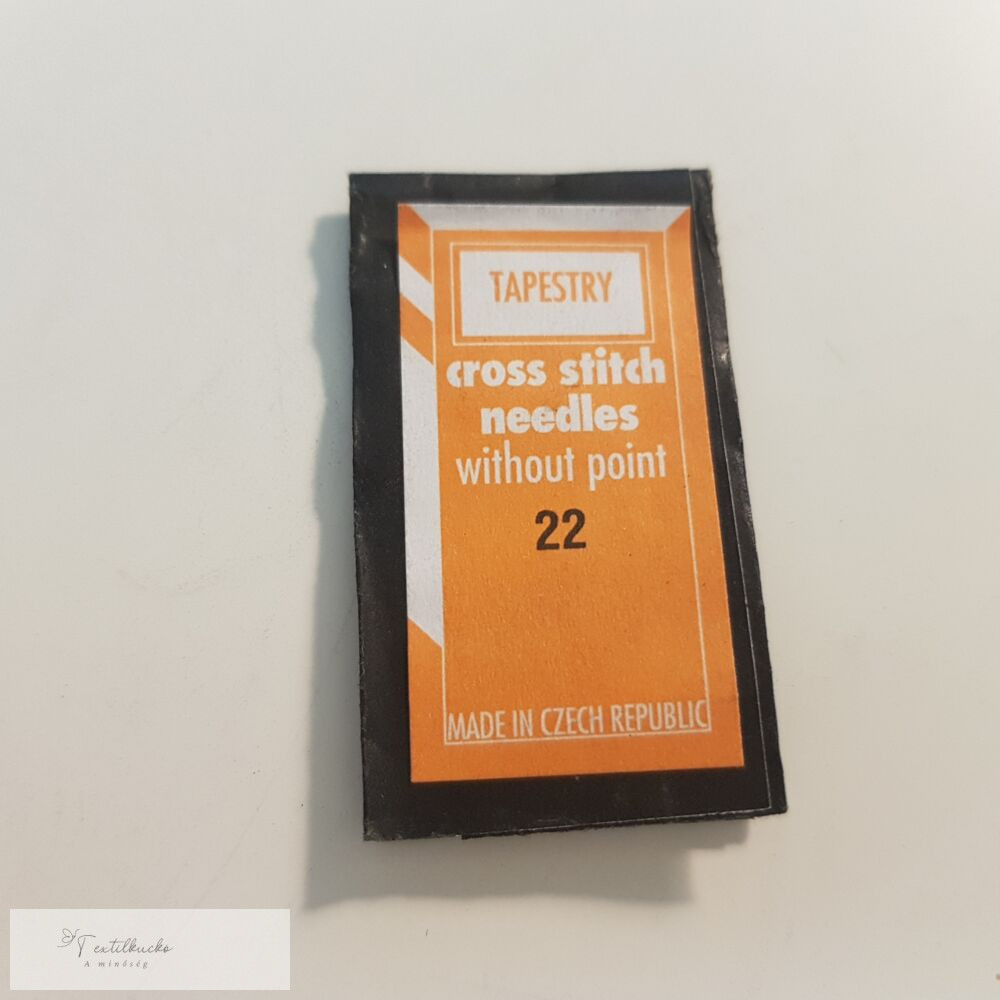 TAPESTRY
cross stitch
needles
without point
22
MADE IN CZECH REPUBLIC
Textilkucko
A minőség